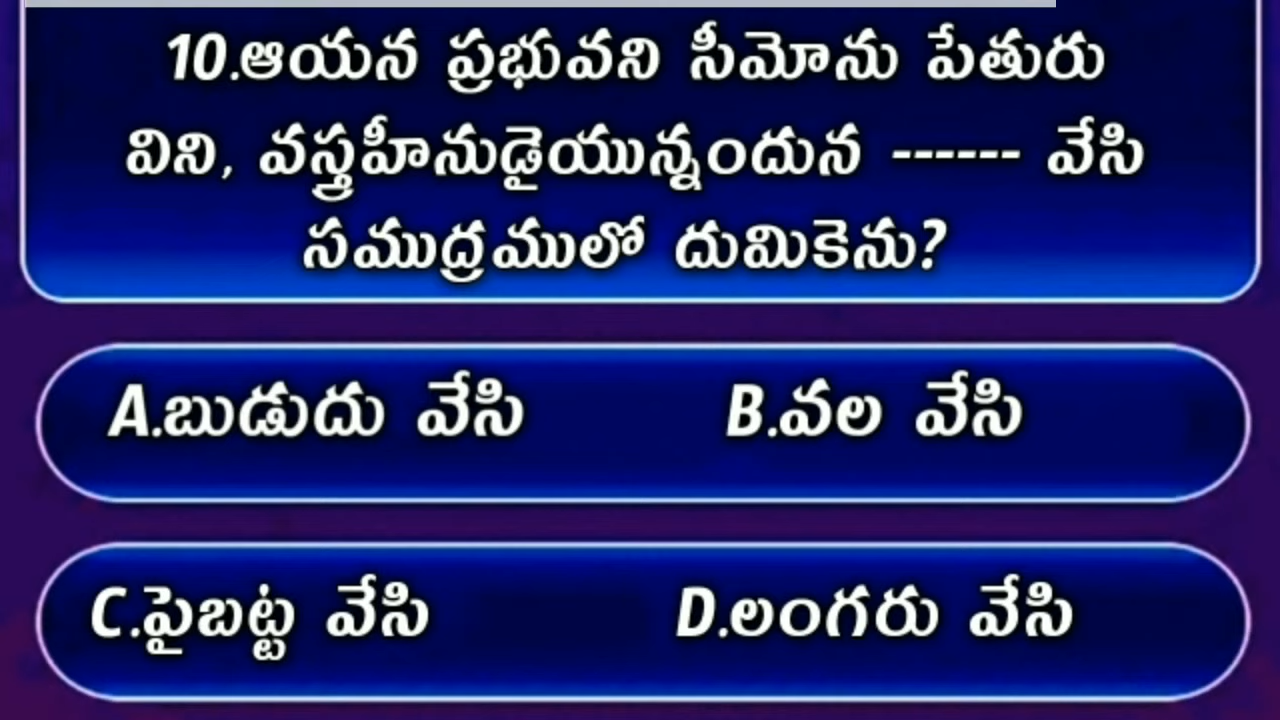 10.ఆయన ప్రభువని సీమోను పేతురు
విని, వస్త్రహీనుడైయున్నందున ------ వేసి
సముద్రములో దుమికెను?
A.బుడుదు వేసి B.వల వేసి
C.పైబట్ట వేసి D.లంగరు వేసి